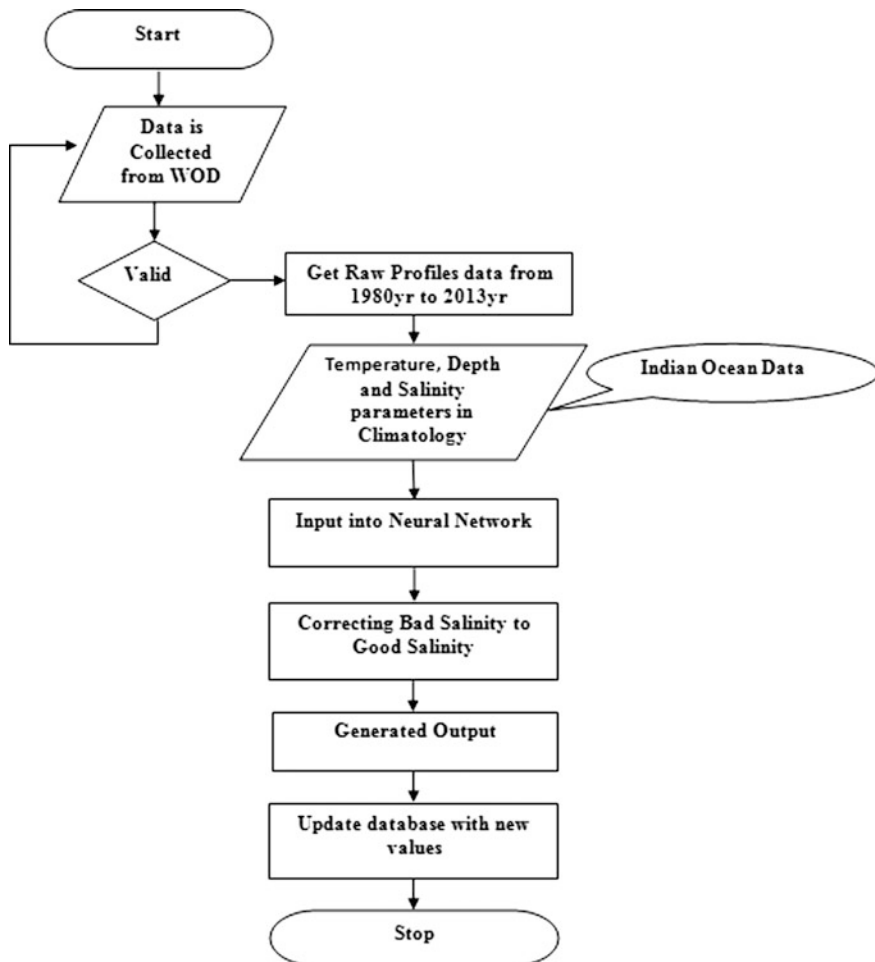 Start
Data is
Collected
from WOD
Valid
Get Raw Profiles data from
1980yr to 2013yr
Temperature, Depth
and Salinity
parameters in
Climatology
Indian Ocean Data
Input into Neural Network
Correcting Bad Salinity to
Good Salinity
Generated Output
Update database with new
values
Stop